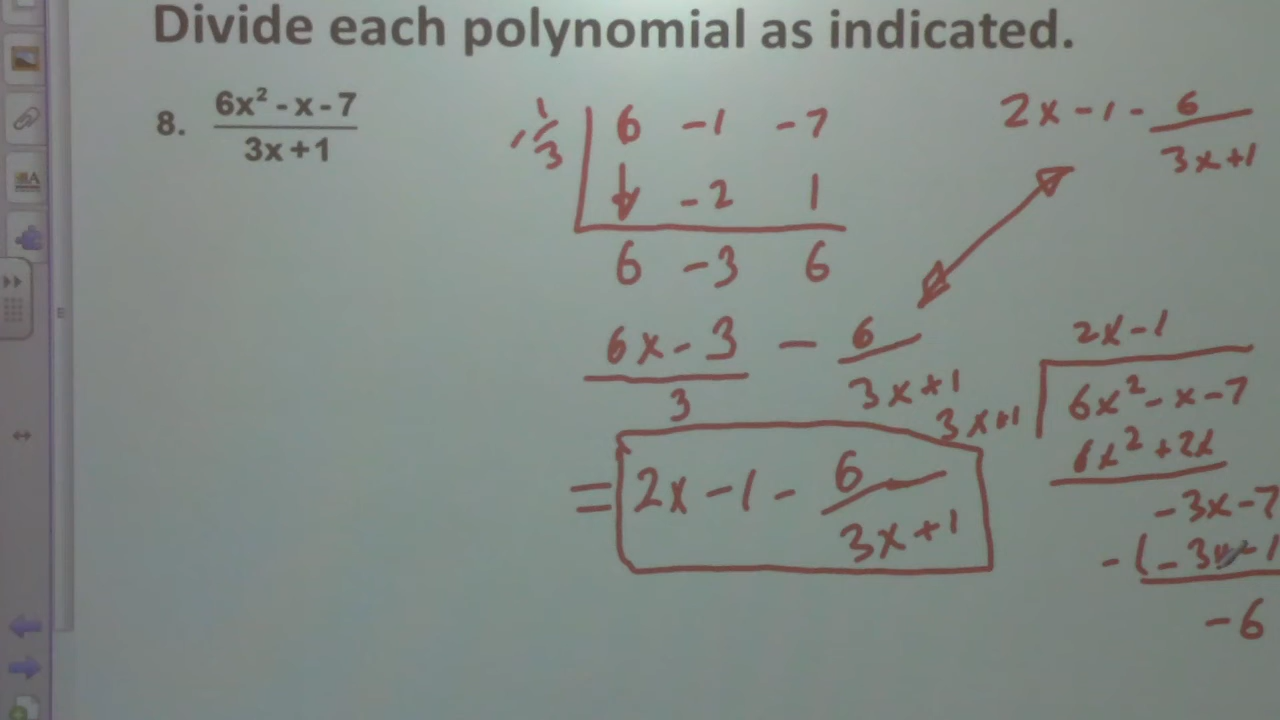 Divide each polynomial as indicated.
8. 6x² - x - 7
3x + 1
-1/3 | 6 -1 -7
-2 1
6 -3 6
6x - 3 - 6
3 3x+1
= 2x - 1 - 6
3x+1
2x - 1 - 6
3x+1
2x - 1
3x+1 6x² - x - 7
6x² + 2x
-3x - 7
-(-3x - 1
-6